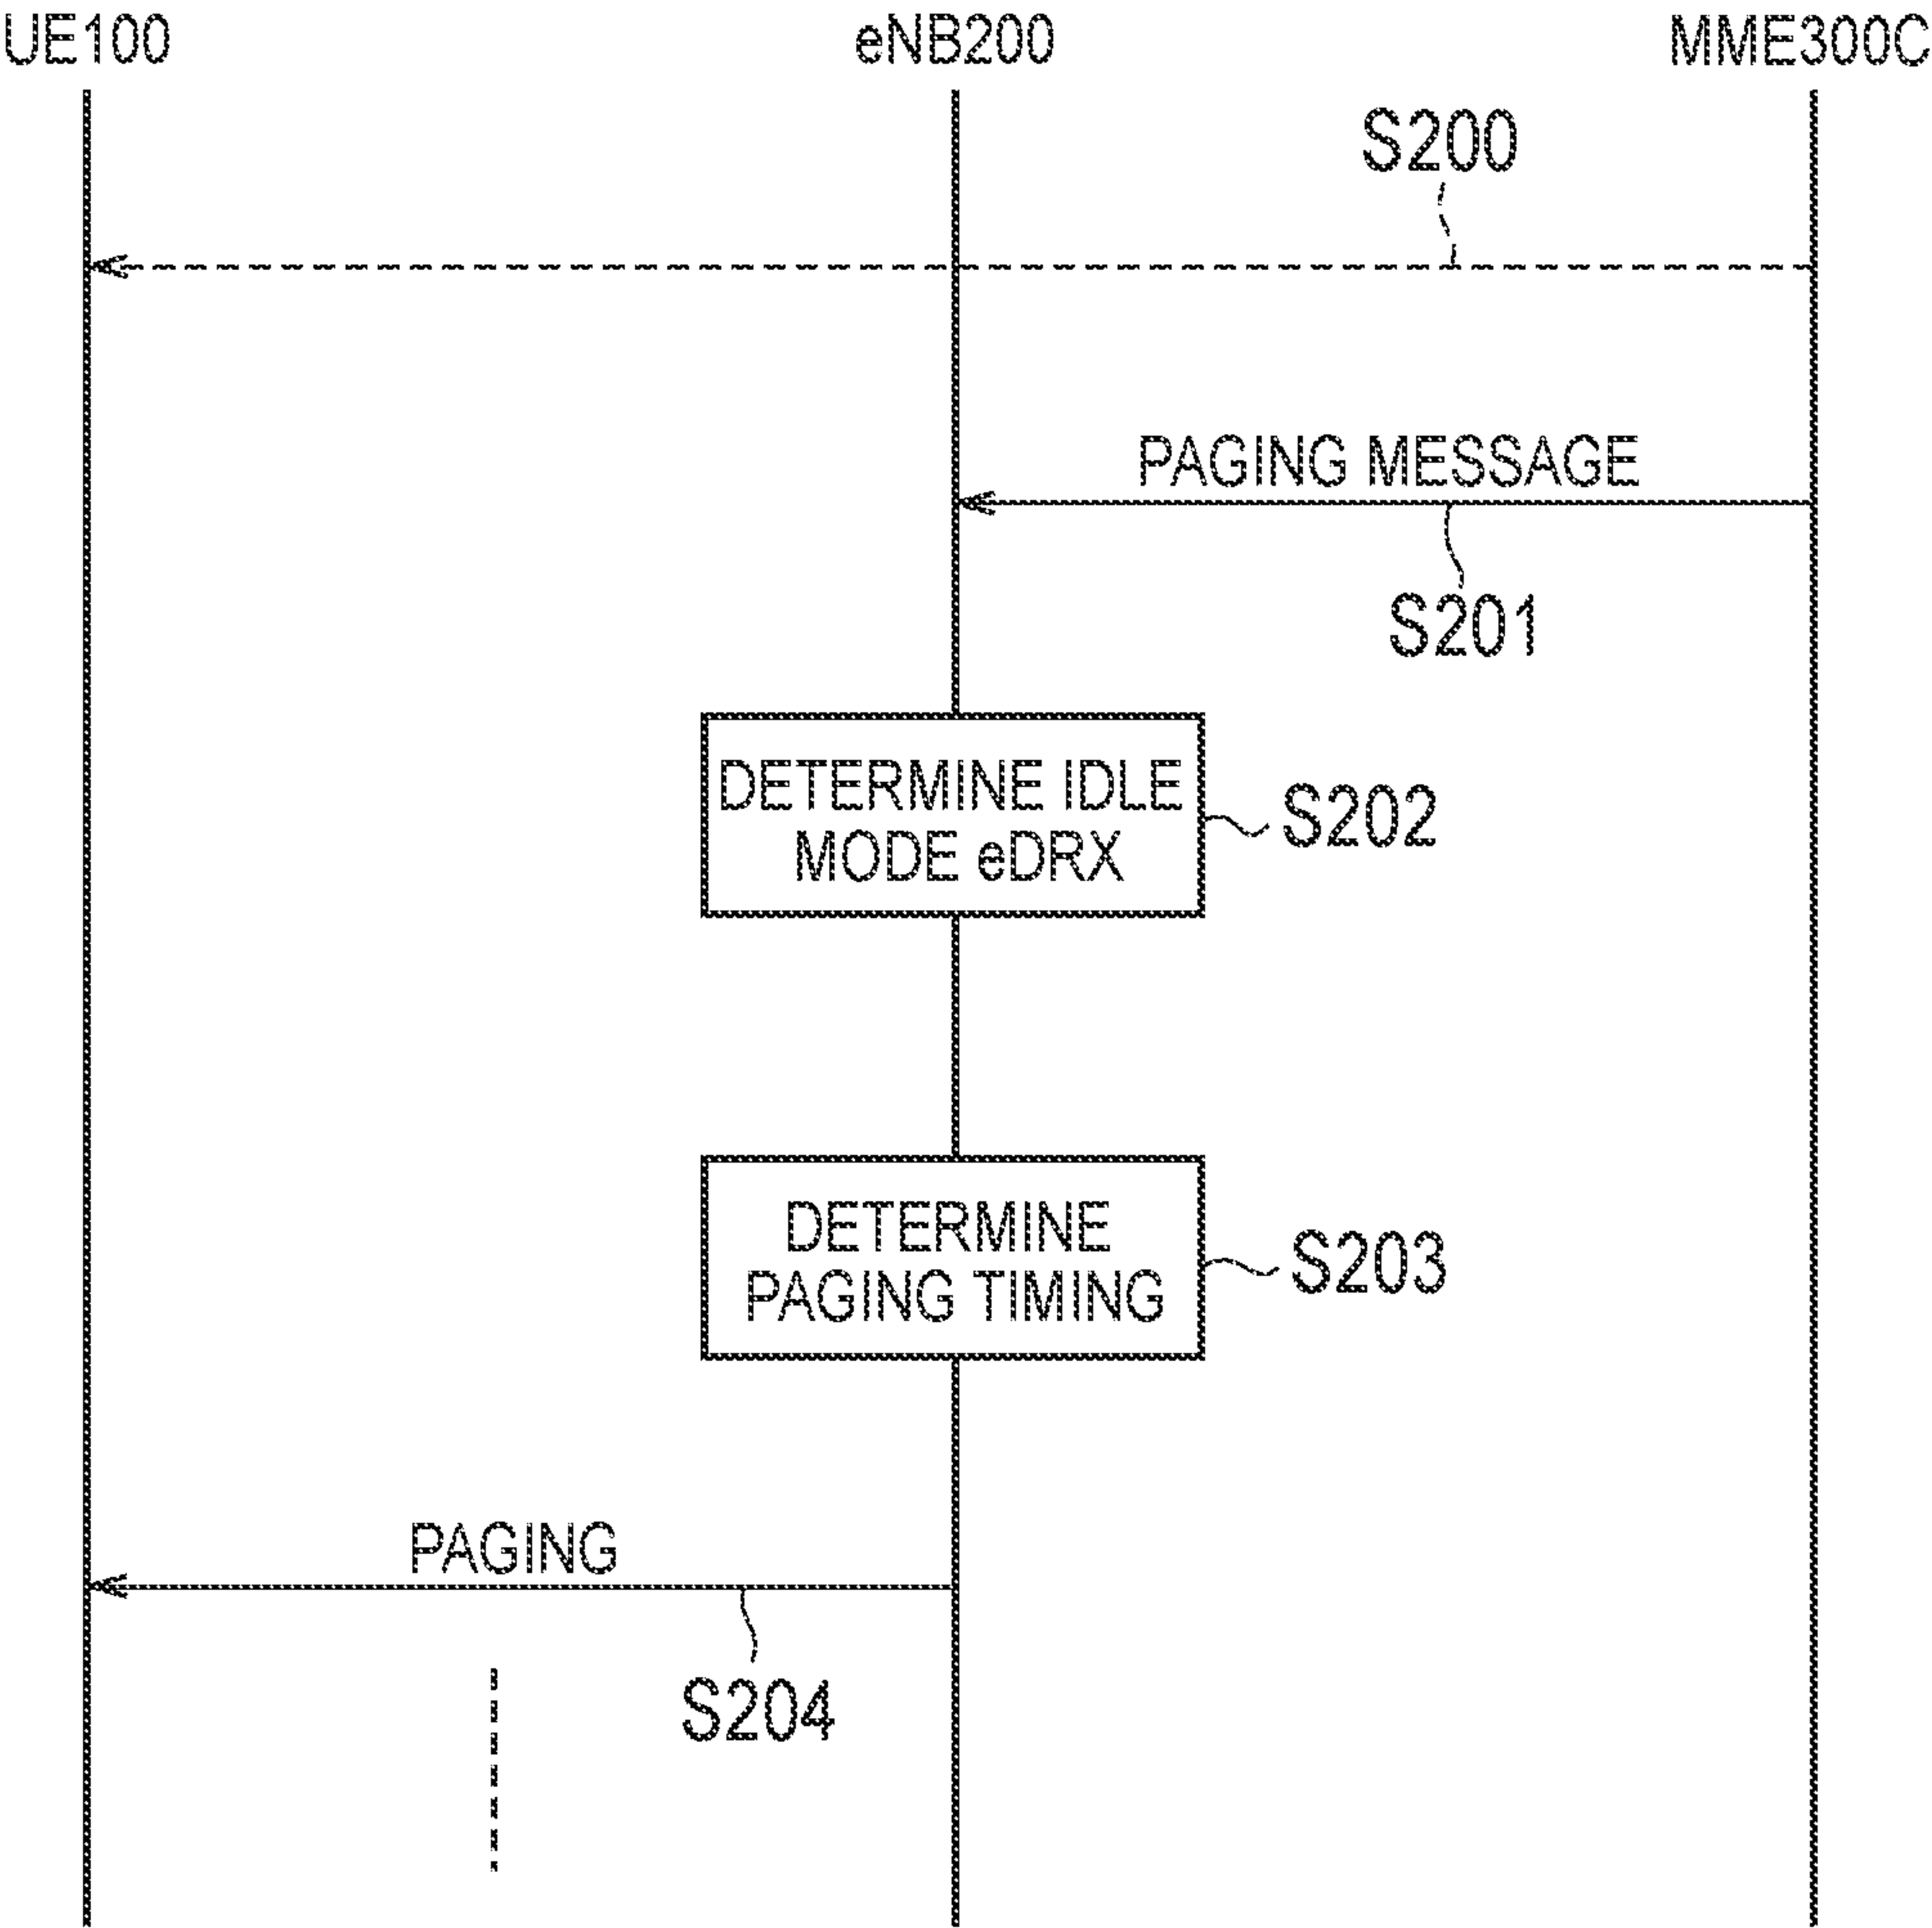 UE100
eNB200
MME300C
S200
PAGING MESSAGE
S201
DETERMINE IDLE
MODE eDRX
S202
DETERMINE
PAGING TIMING
S203
PAGING
S204